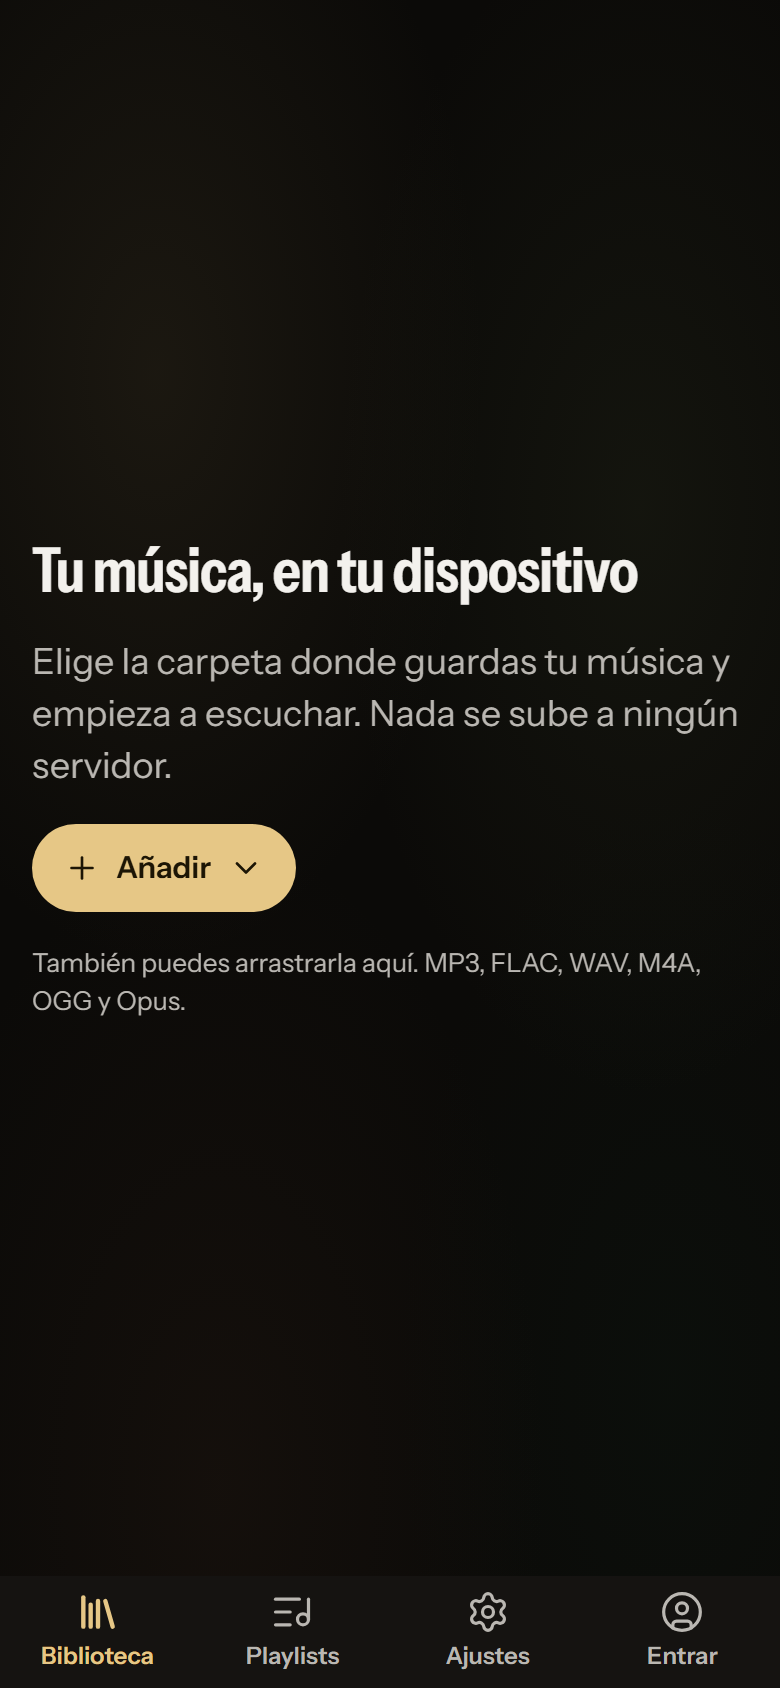 Tu música, en tu dispositivo
Elige la carpeta donde guardas tu música y
empieza a escuchar. Nada se sube a ningún
servidor.
Añadir
También puedes arrastrarla aquí. MP3, FLAC, WAV, M4A,
OGG y Opus.
Biblioteca
Playlists
Ajustes
Entrar